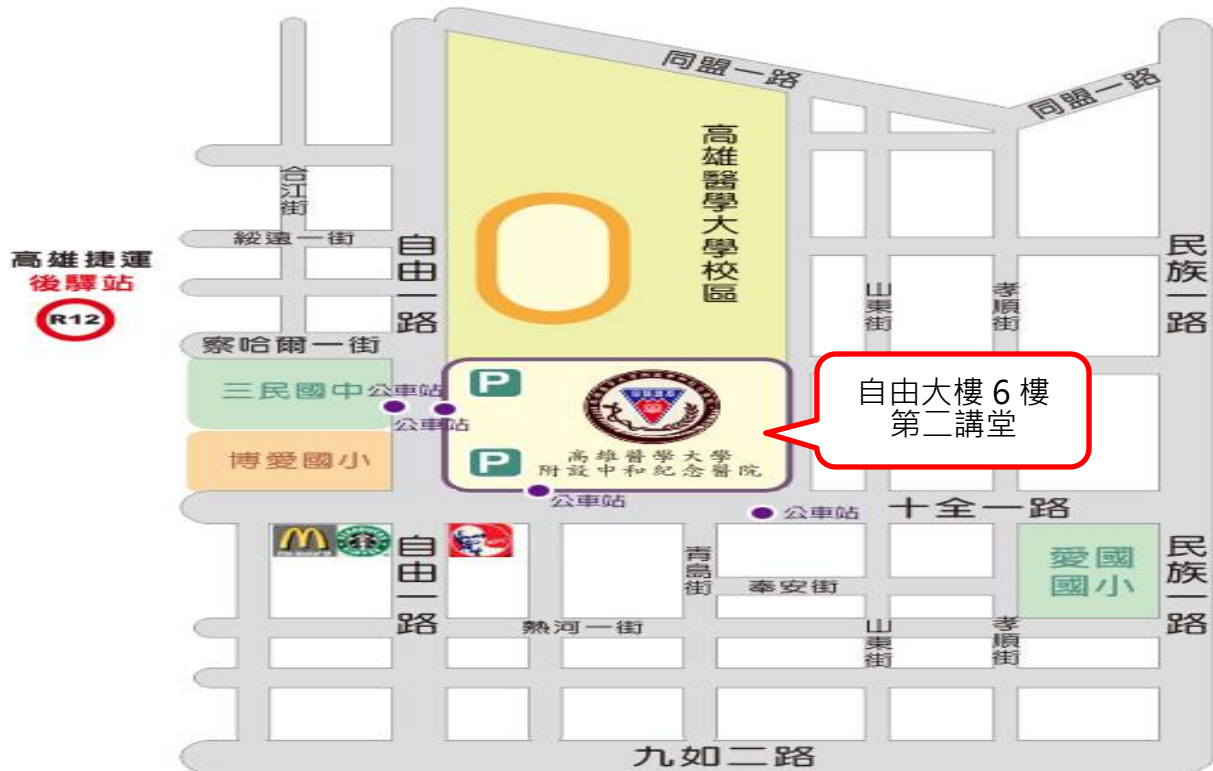 同盟一路
同盟一路
高雄醫學大學校區
合江街
綏遠一街
自由一路
高雄捷運
後驛站
R12
民族一路
山東街
孝順街
察哈爾一街
三民國中
公車站
公車站
P
自由大樓 6 樓
第二講堂
博愛國小
P
高雄醫學大學
附設中和紀念醫院
公車站
公車站
十全一路
自由一路
青島街
奉安街
愛國
國小
民族一路
熱河一街
山東街
孝順街
九如二路